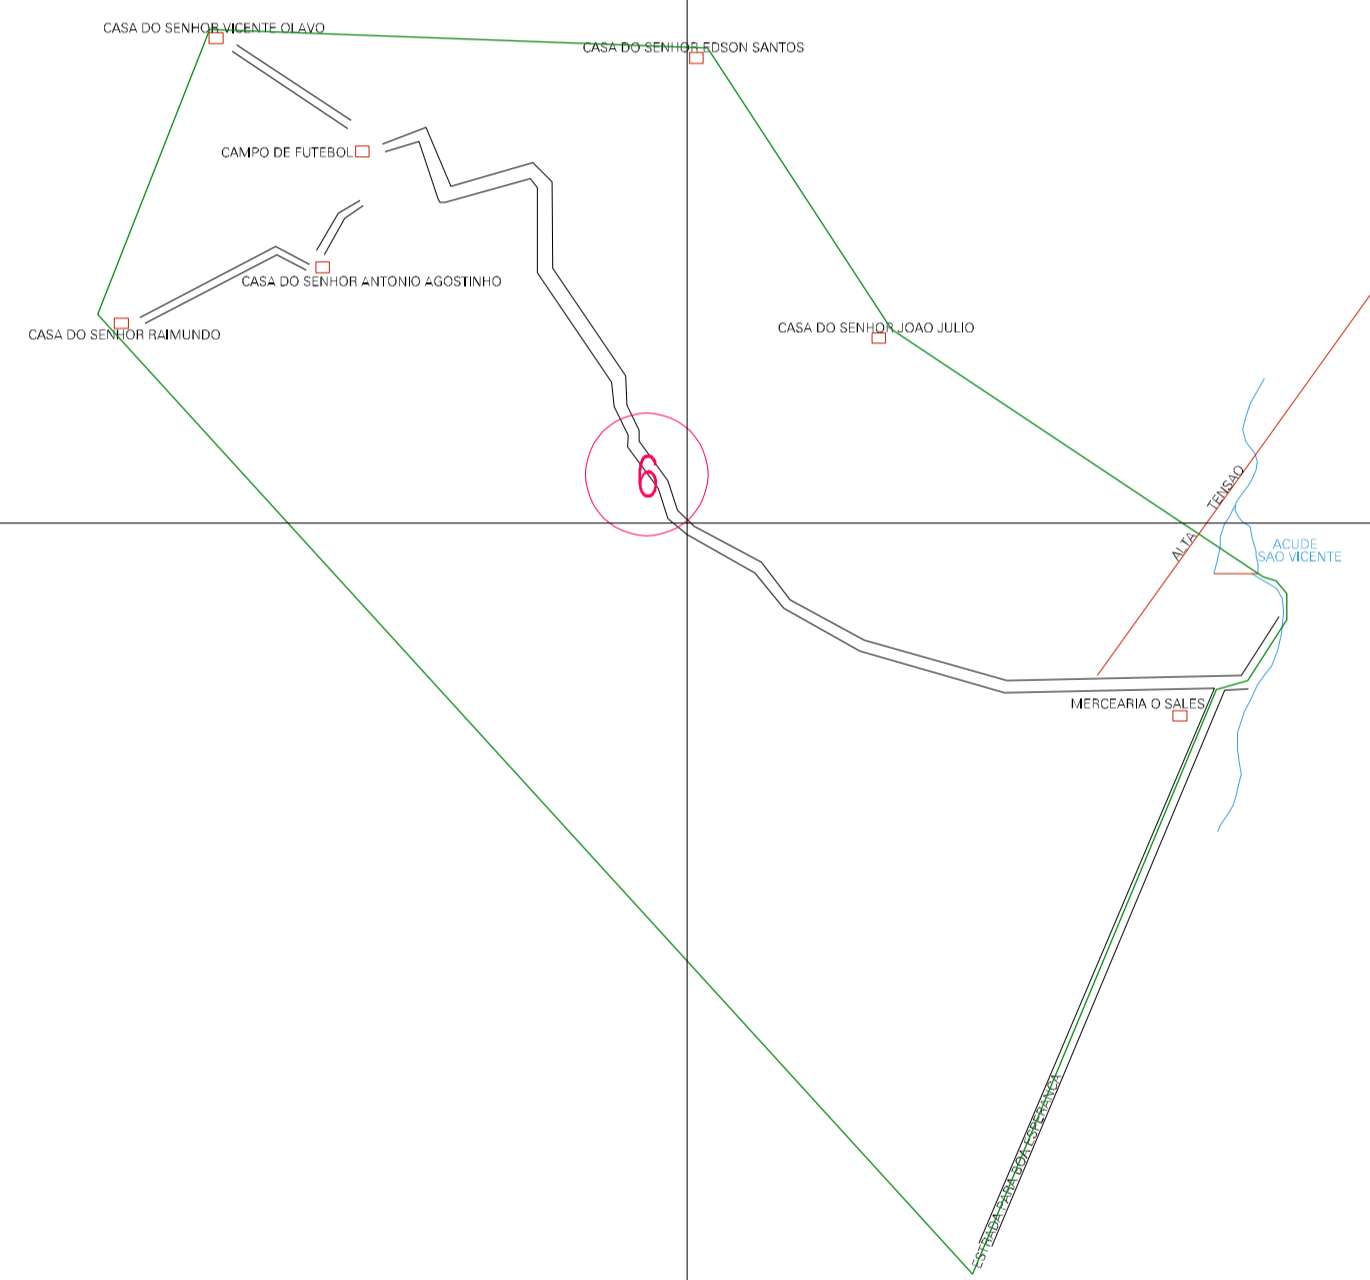 CASA DO SENHOR VICENTE OLAVO
CASA DO SENHOR EDSON SANTOS
CAMPO DE FUTEBOL
CASA DO SENHOR ANTONIO AGOSTINHO
CASA DO SENHOR RAIMUNDO
CASA DO SENHOR JOAO JULIO
6
ALTA TENSAO
ACUDE
SAO VICENTE
MERCEARIA O SALES
ESTRADA PARA BOA ESPERANCA